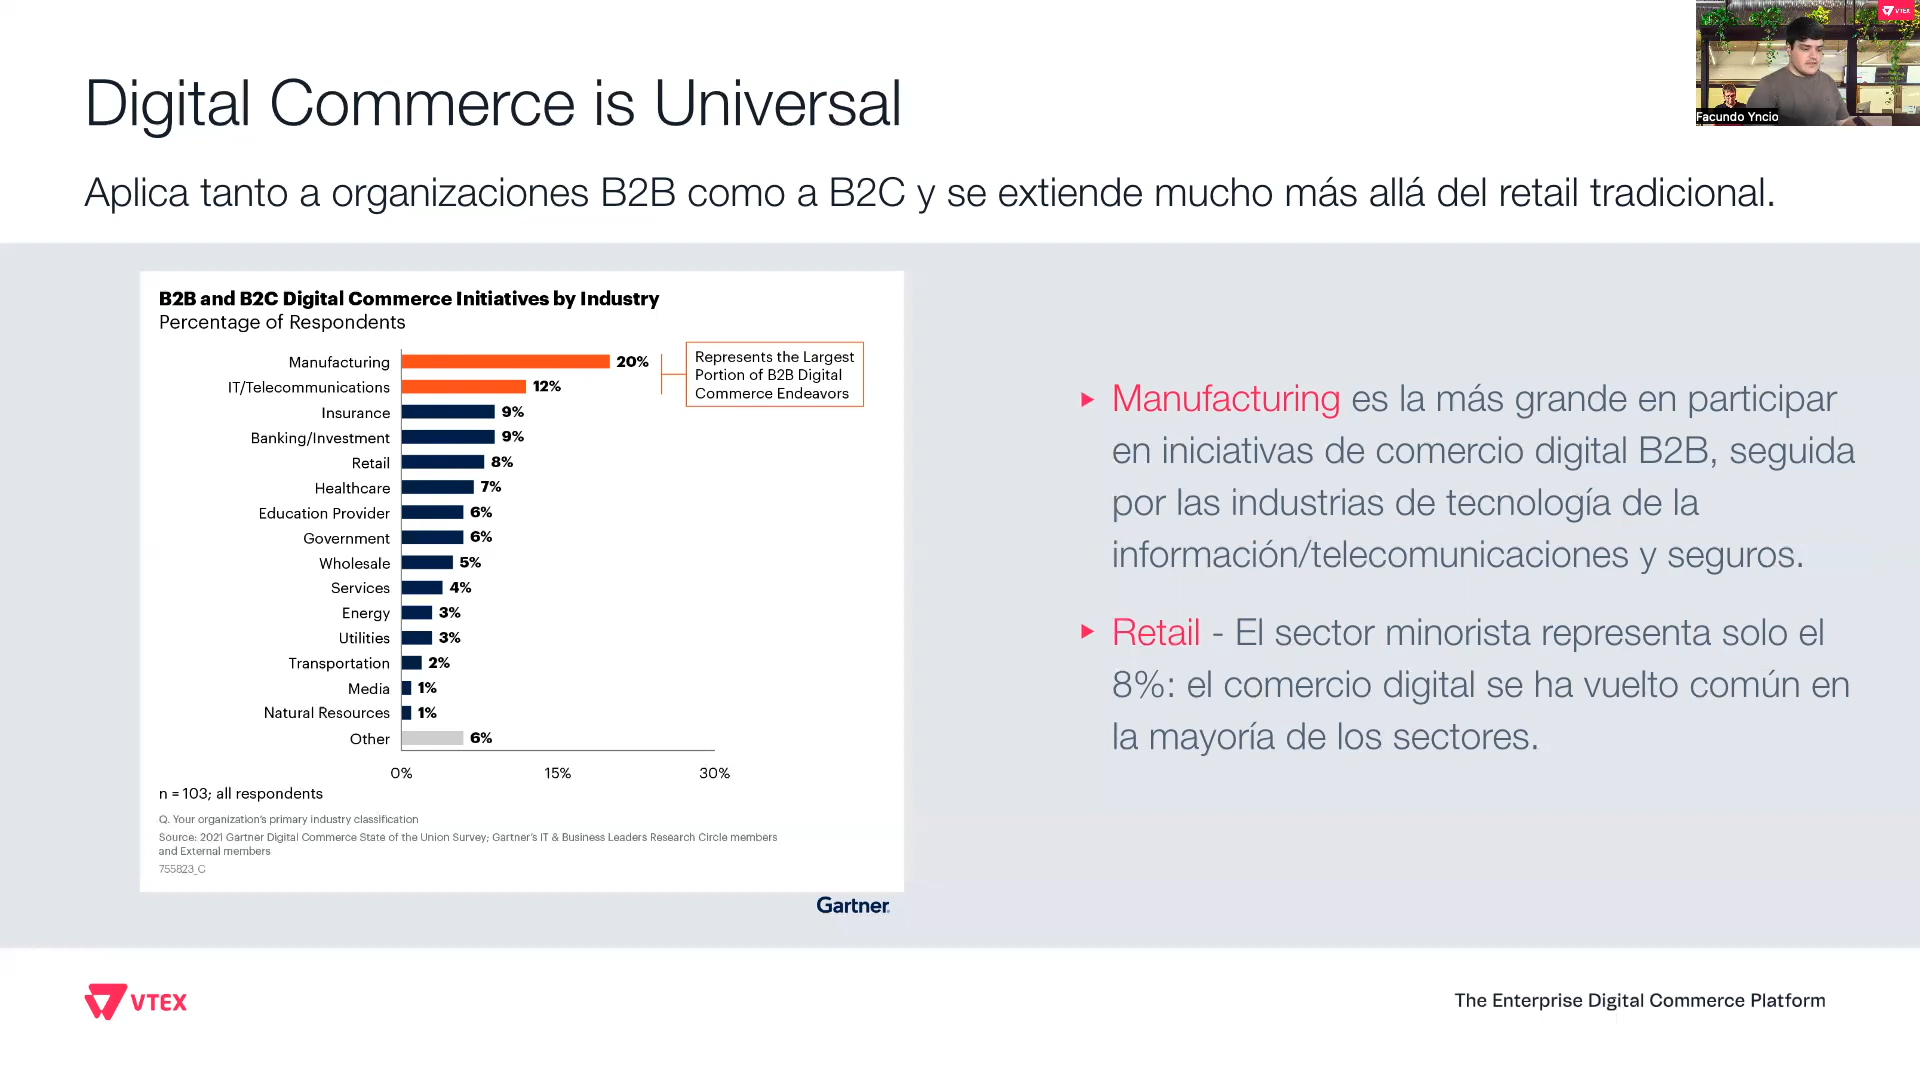 Digital Commerce is Universal
Aplica tanto a organizaciones B2B como a B2C y se extiende mucho más allá del retail tradicional.
VTEX
Facundo Yncio
B2B and B2C Digital Commerce Initiatives by Industry
Percentage of Respondents
Manufacturing 20%
IT/Telecommunications 12%
Insurance 9%
Banking/Investment 9%
Retail 8%
Healthcare 7%
Education Provider 6%
Government 6%
Wholesale 5%
Services 4%
Energy 3%
Utilities 3%
Transportation 2%
Media 1%
Natural Resources 1%
Other 6%
0% 15% 30%
Represents the Largest
Portion of B2B Digital
Commerce Endeavors
n = 103; all respondents
Q. Your organization's primary industry classification
Source: 2021 Gartner Digital Commerce State of the Union Survey; Gartner's IT & Business Leaders Research Circle members
and External members
755823_C
Gartner
Manufacturing es la más grande en participar
en iniciativas de comercio digital B2B, seguida
por las industrias de tecnología de la
información/telecomunicaciones y seguros.
Retail - El sector minorista representa solo el
8%: el comercio digital se ha vuelto común en
la mayoría de los sectores.
VTEX
The Enterprise Digital Commerce Platform